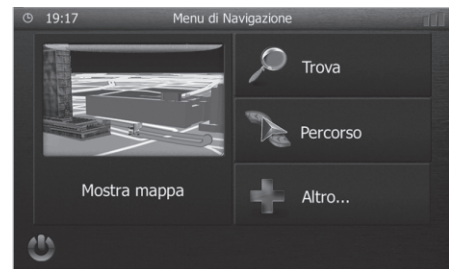 19:17 Menu di Navigazione
Trova
Percorso
Mostra mappa
Altro...